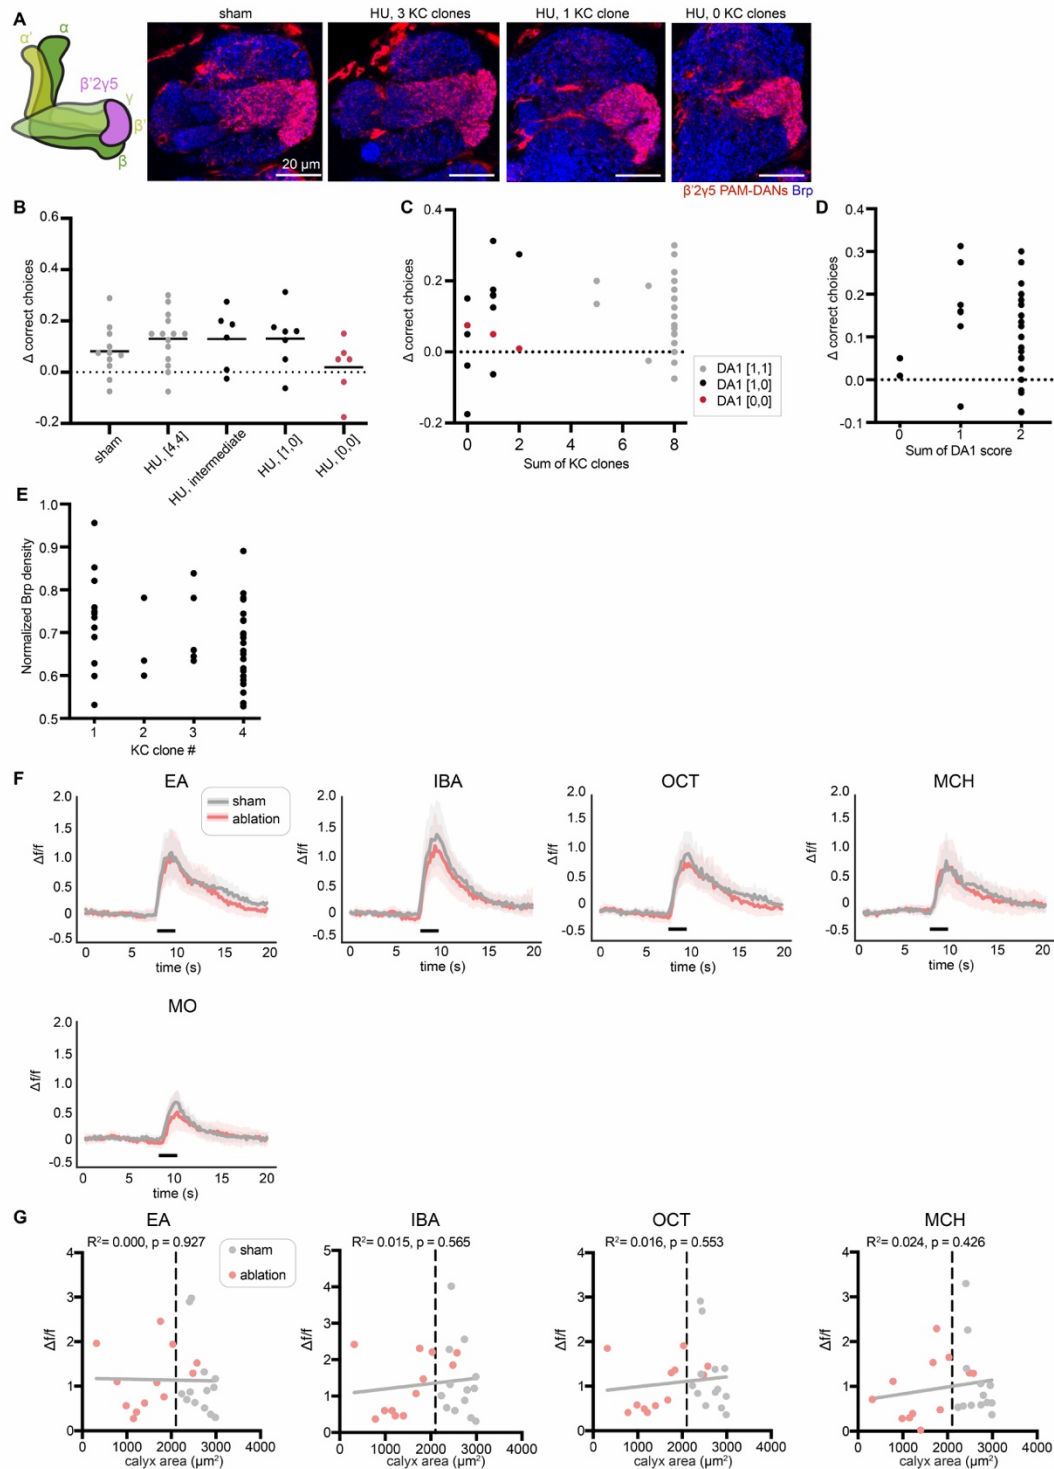 A
sham
HU, 3 KC clones
HU, 1 KC clone
HU, 0 KC clones
α
α'
β'2γ5
γ
β'
β
20 μm
β'2γ5 PAM-DANs Brp
B
Δ correct choices
0.6
0.4
0.2
0.0
-0.2
sham
HU, [4,4]
HU, intermediate
HU, [1,0]
HU, [0,0]
C
Δ correct choices
0.4
0.2
0.0
-0.2
0 2 4 6 8
Sum of KC clones
DA1 [1,1]
DA1 [1,0]
DA1 [0,0]
D
Δ correct choices
0.4
0.3
0.2
0.1
0.0
-0.1
0 1 2
Sum of DA1 score
E
Normalized Brp density
1.0
0.9
0.8
0.7
0.6
0.5
1 2 3 4
KC clone #
F
EA
sham
ablation
Δf/f
2.0
1.5
1.0
0.5
0
-0.5
0 5 10 15 20
time (s)
IBA
Δf/f
2.0
1.5
1.0
0.5
0
-0.5
0 5 10 15 20
time (s)
OCT
Δf/f
2.0
1.5
1.0
0.5
0
-0.5
0 5 10 15 20
time (s)
MCH
Δf/f
2.0
1.5
1.0
0.5
0
-0.5
0 5 10 15 20
time (s)
MO
Δf/f
2.0
1.5
1.0
0.5
0
-0.5
0 5 10 15 20
time (s)
G
EA
R²= 0.000, p = 0.927
sham
ablation
Δf/f
4
3
2
1
0
0 1000 2000 3000 4000
calyx area (μm²)
IBA
R²= 0.015, p = 0.565
Δf/f
5
4
3
2
1
0
0 1000 2000 3000 4000
calyx area (μm²)
OCT
R²= 0.016, p = 0.553
Δf/f
4
3
2
1
0
0 1000 2000 3000 4000
calyx area (μm²)
MCH
R²= 0.024, p = 0.426
Δf/f
4
3
2
1
0
0 1000 2000 3000 4000
calyx area (μm²)